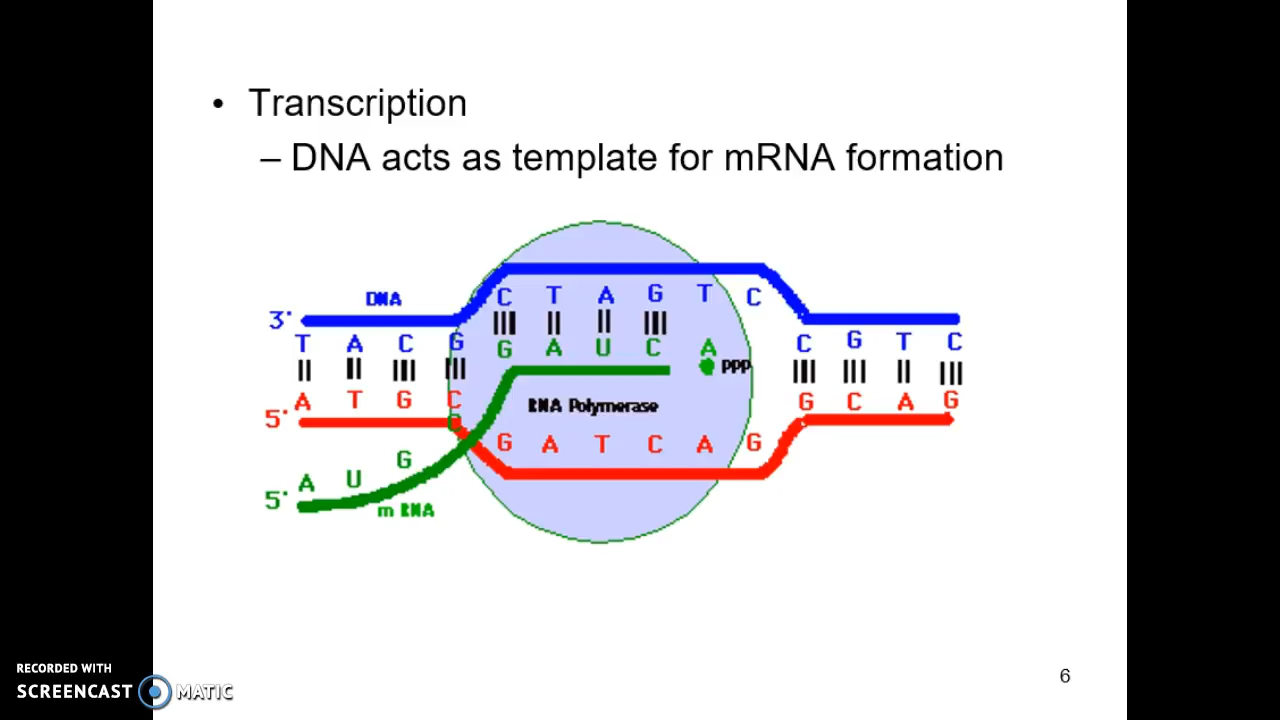 • Transcription
– DNA acts as template for mRNA formation
DNA
C T A G T C
3'
T A C G
C G T C
G A U C A
PPP
A T G C
G C A G
5'
RNA Polymerase
C
G A T C A G
G
A U
5'
m RNA
RECORDED WITH
SCREENCAST MATIC
6